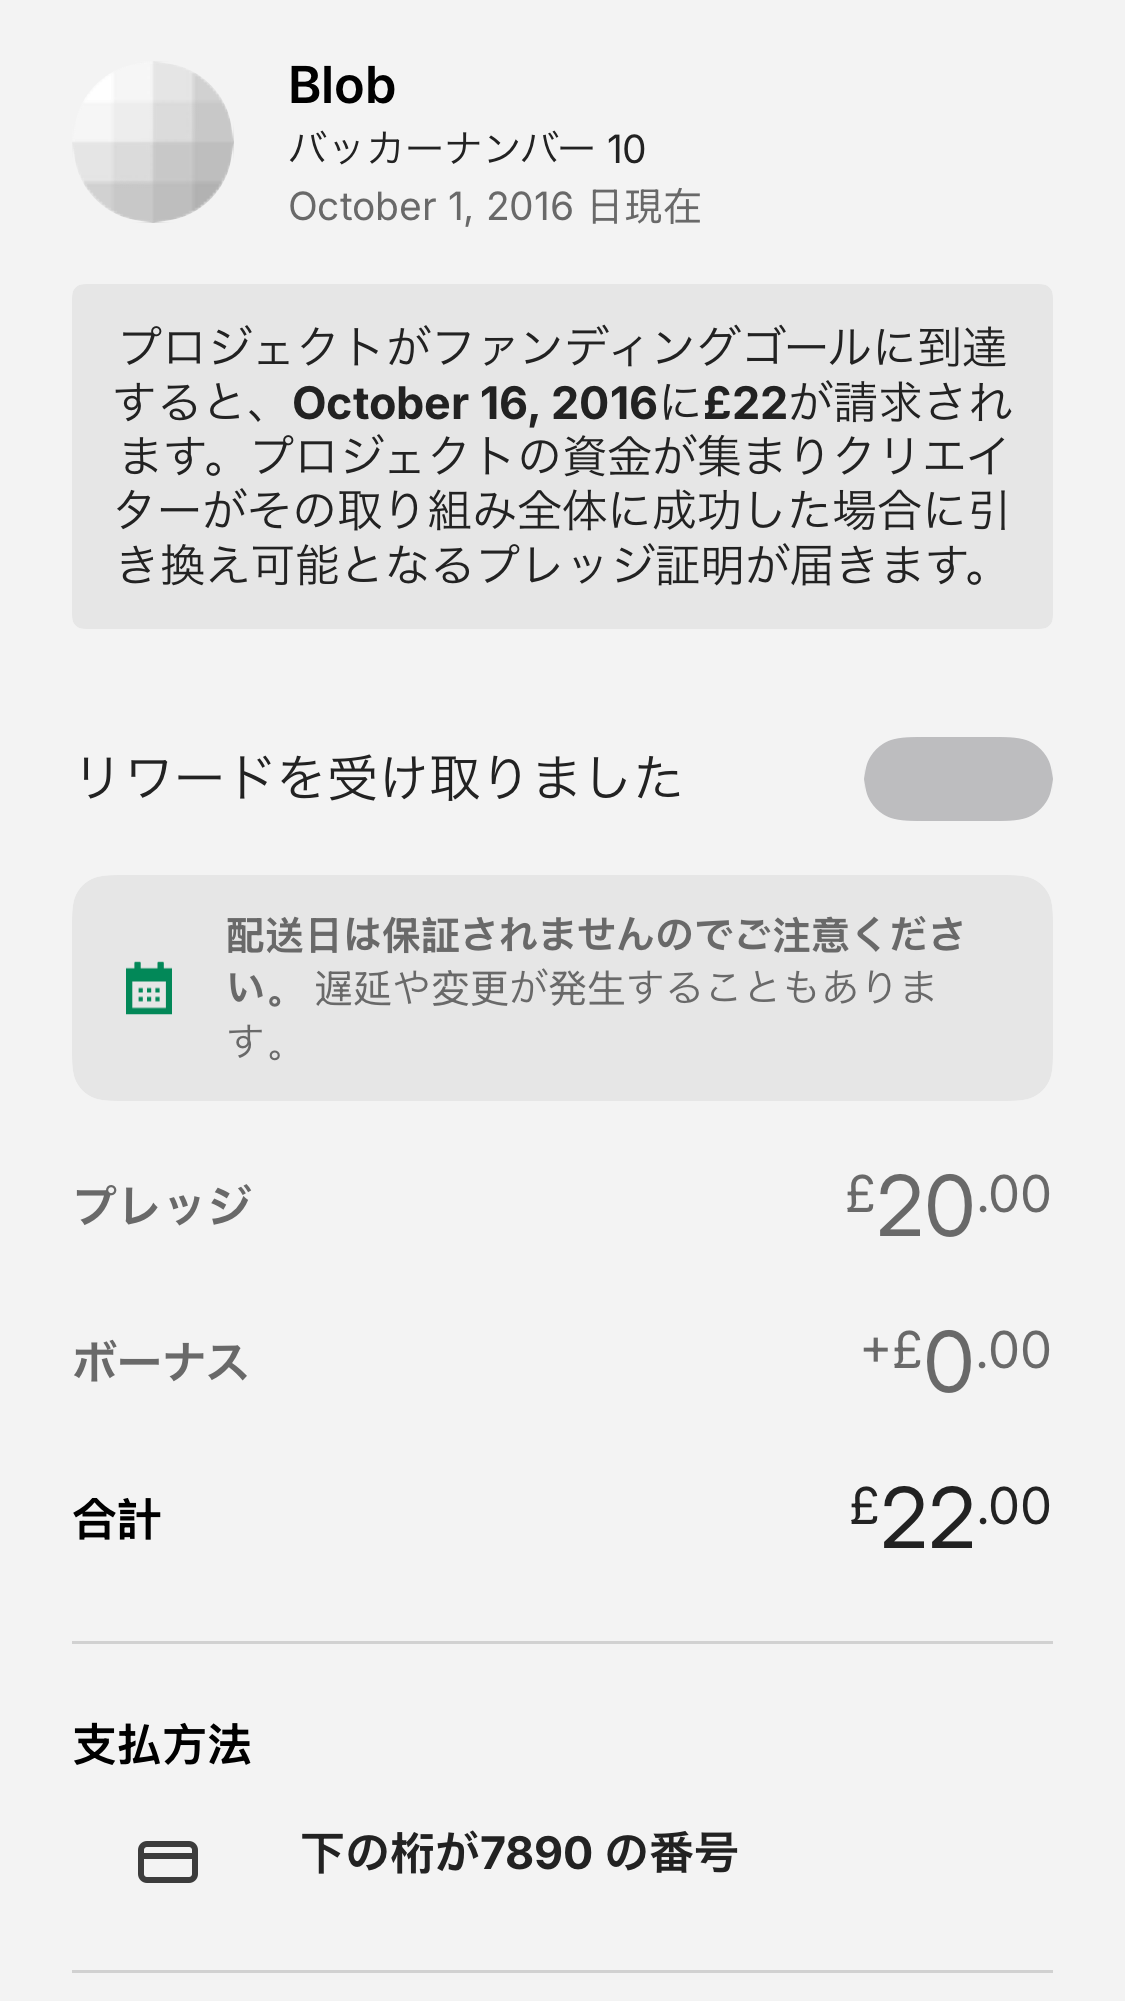 Blob
バッカーナンバー 10
October 1, 2016 日現在
プロジェクトがファンディングゴールに到達
すると、October 16, 2016に£22が請求され
ます。プロジェクトの資金が集まりクリエイ
ターがその取り組み全体に成功した場合に引
き換え可能となるプレッジ証明が届きます。
リワードを受け取りました
配送日は保証されませんのでご注意くださ
い。 遅延や変更が発生することもありま
す。
プレッジ £20.00
ボーナス +£0.00
合計 £22.00
支払方法
下の桁が7890 の番号